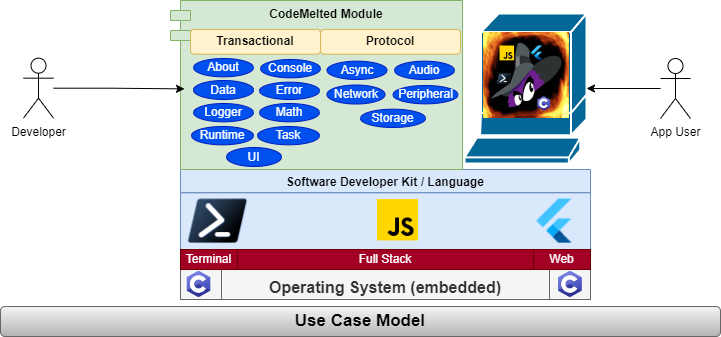 CodeMelted Module
Transactional
Protocol
About
Console
Async
Audio
Data
Error
Network
Peripheral
Logger
Math
Storage
Runtime
Task
UI
Developer
App User
JS
Software Developer Kit / Language
JS
Terminal
Full Stack
Web
C
Operating System (embedded)
C
Use Case Model